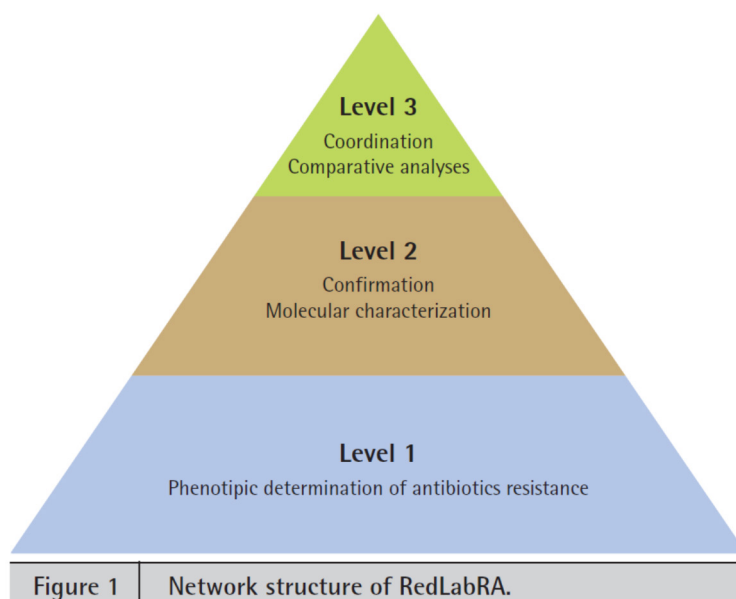 Level 3
Coordination
Comparative analyses
Level 2
Confirmation
Molecular characterization
Level 1
Phenotipic determination of antibiotics resistance
Figure 1 Network structure of RedLabRA.